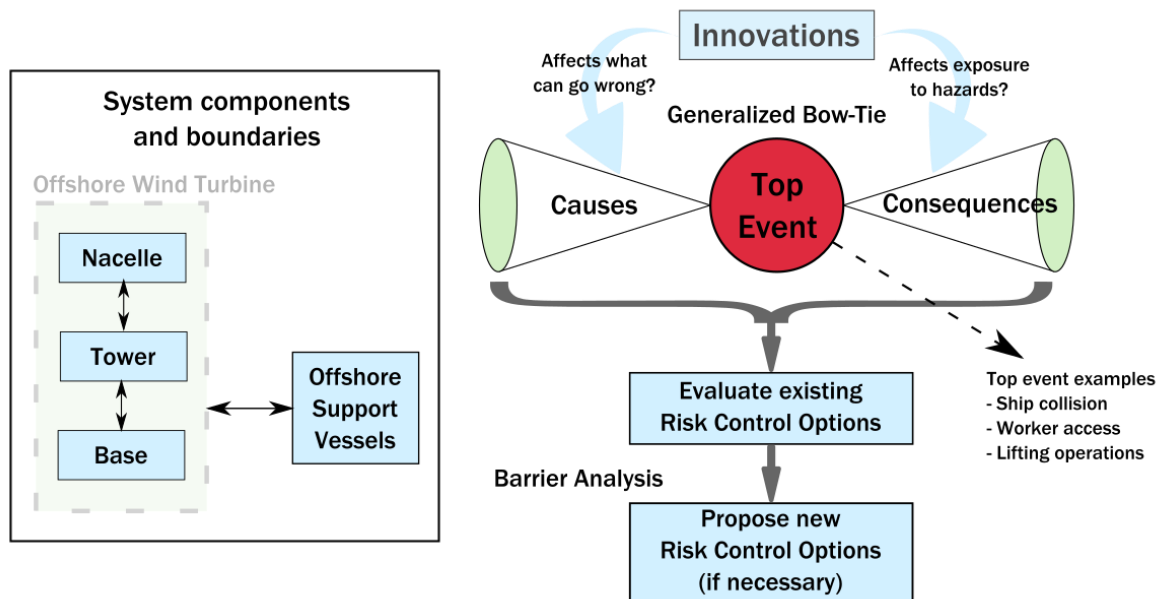 System components
and boundaries
Offshore Wind Turbine
Nacelle
Tower
Base
Offshore
Support
Vessels
Innovations
Affects what
can go wrong?
Affects exposure
to hazards?
Generalized Bow-Tie
Causes
Top
Event
Consequences
Evaluate existing
Risk Control Options
Top event examples
- Ship collision
- Worker access
- Lifting operations
Barrier Analysis
Propose new
Risk Control Options
(if necessary)